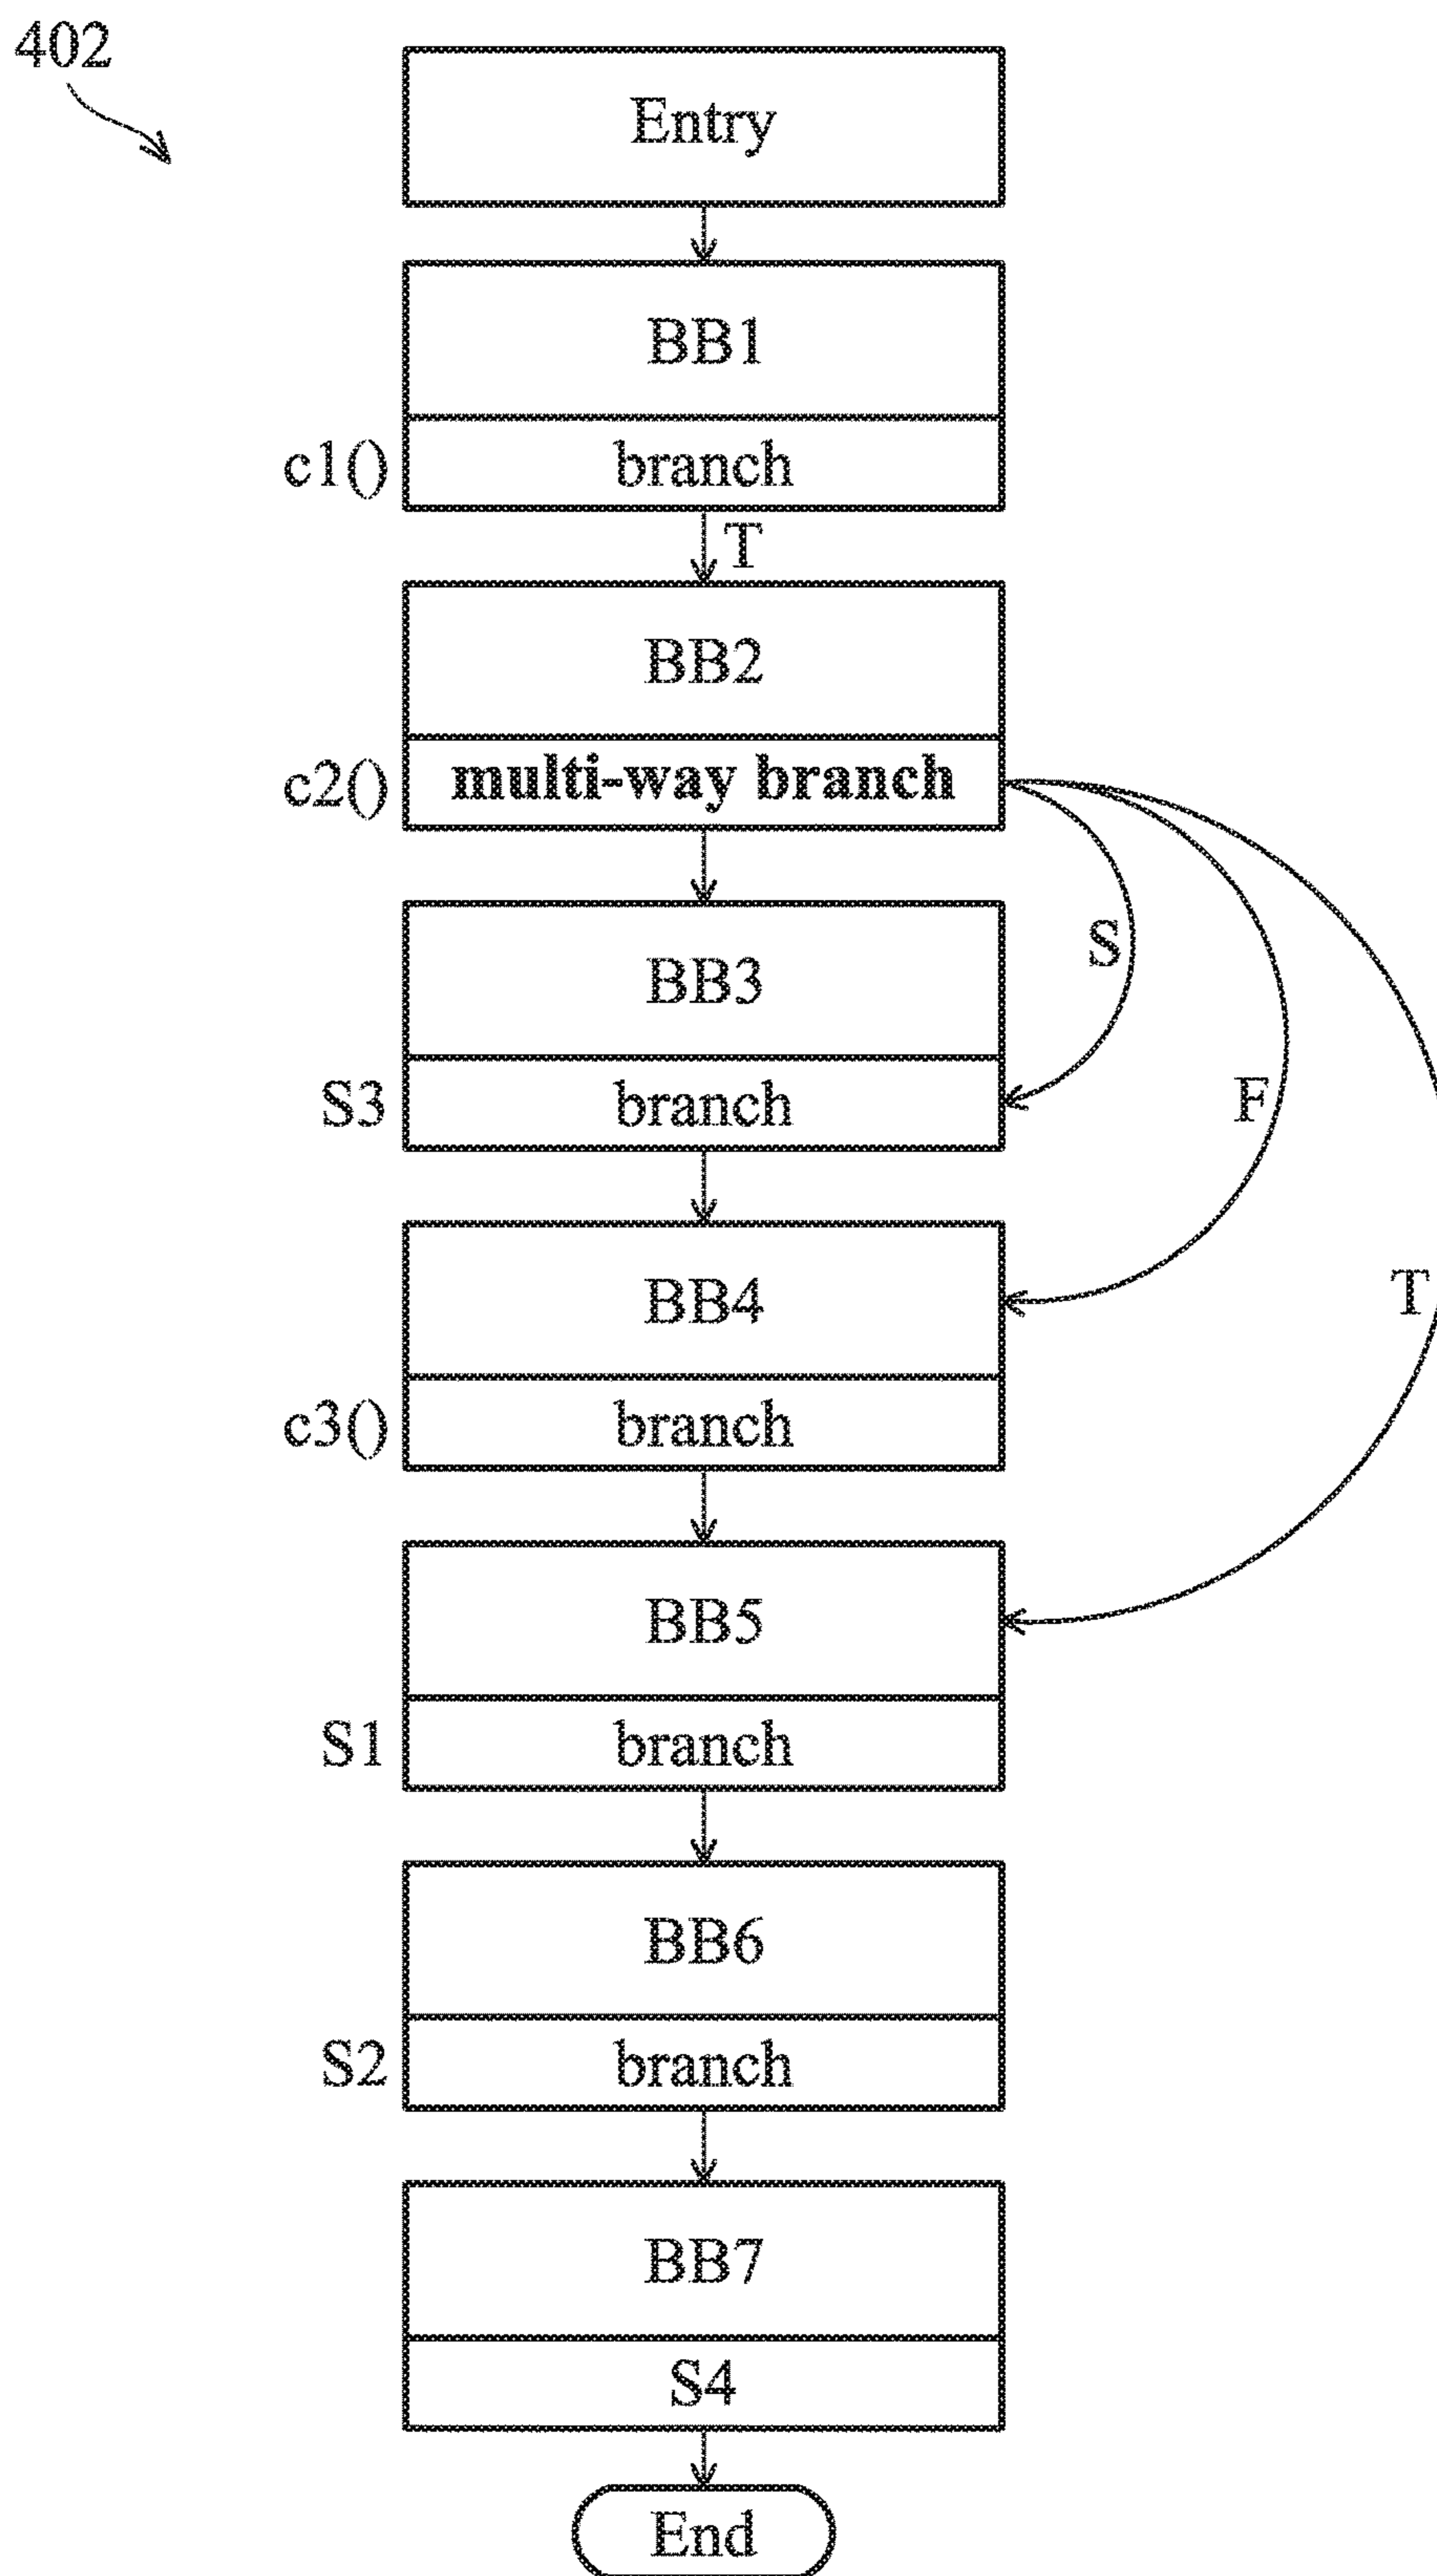 402
Entry
BB1
c1() branch
T
BB2
c2() multi-way branch
S
BB3
S3 branch
F
BB4
T
c3() branch
BB5
S1 branch
BB6
S2 branch
BB7
S4
End